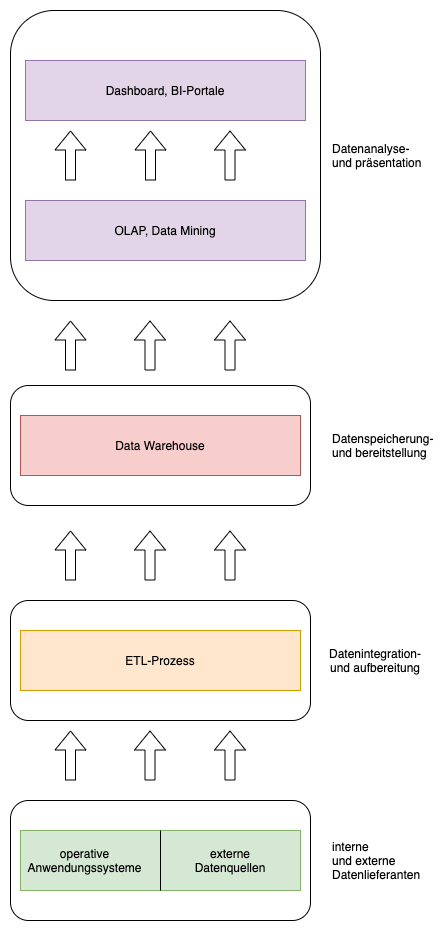 Dashboard, BI-Portale
Datenanalyse-
und präsentation
OLAP, Data Mining
Data Warehouse
Datenspeicherung-
und bereitstellung
ETL-Prozess
Datenintegration-
und aufbereitung
operative
Anwendungssysteme
externe
Datenquellen
interne
und externe
Datenlieferanten